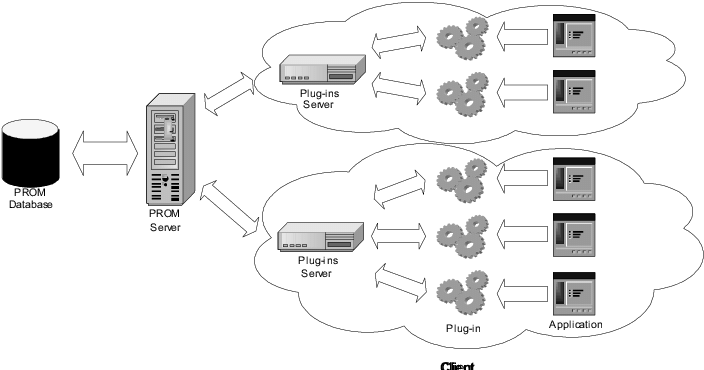 Plug-ins
Server
PROM
Database
PROM
Server
Plug-ins
Server
Plug-in
Application
Client